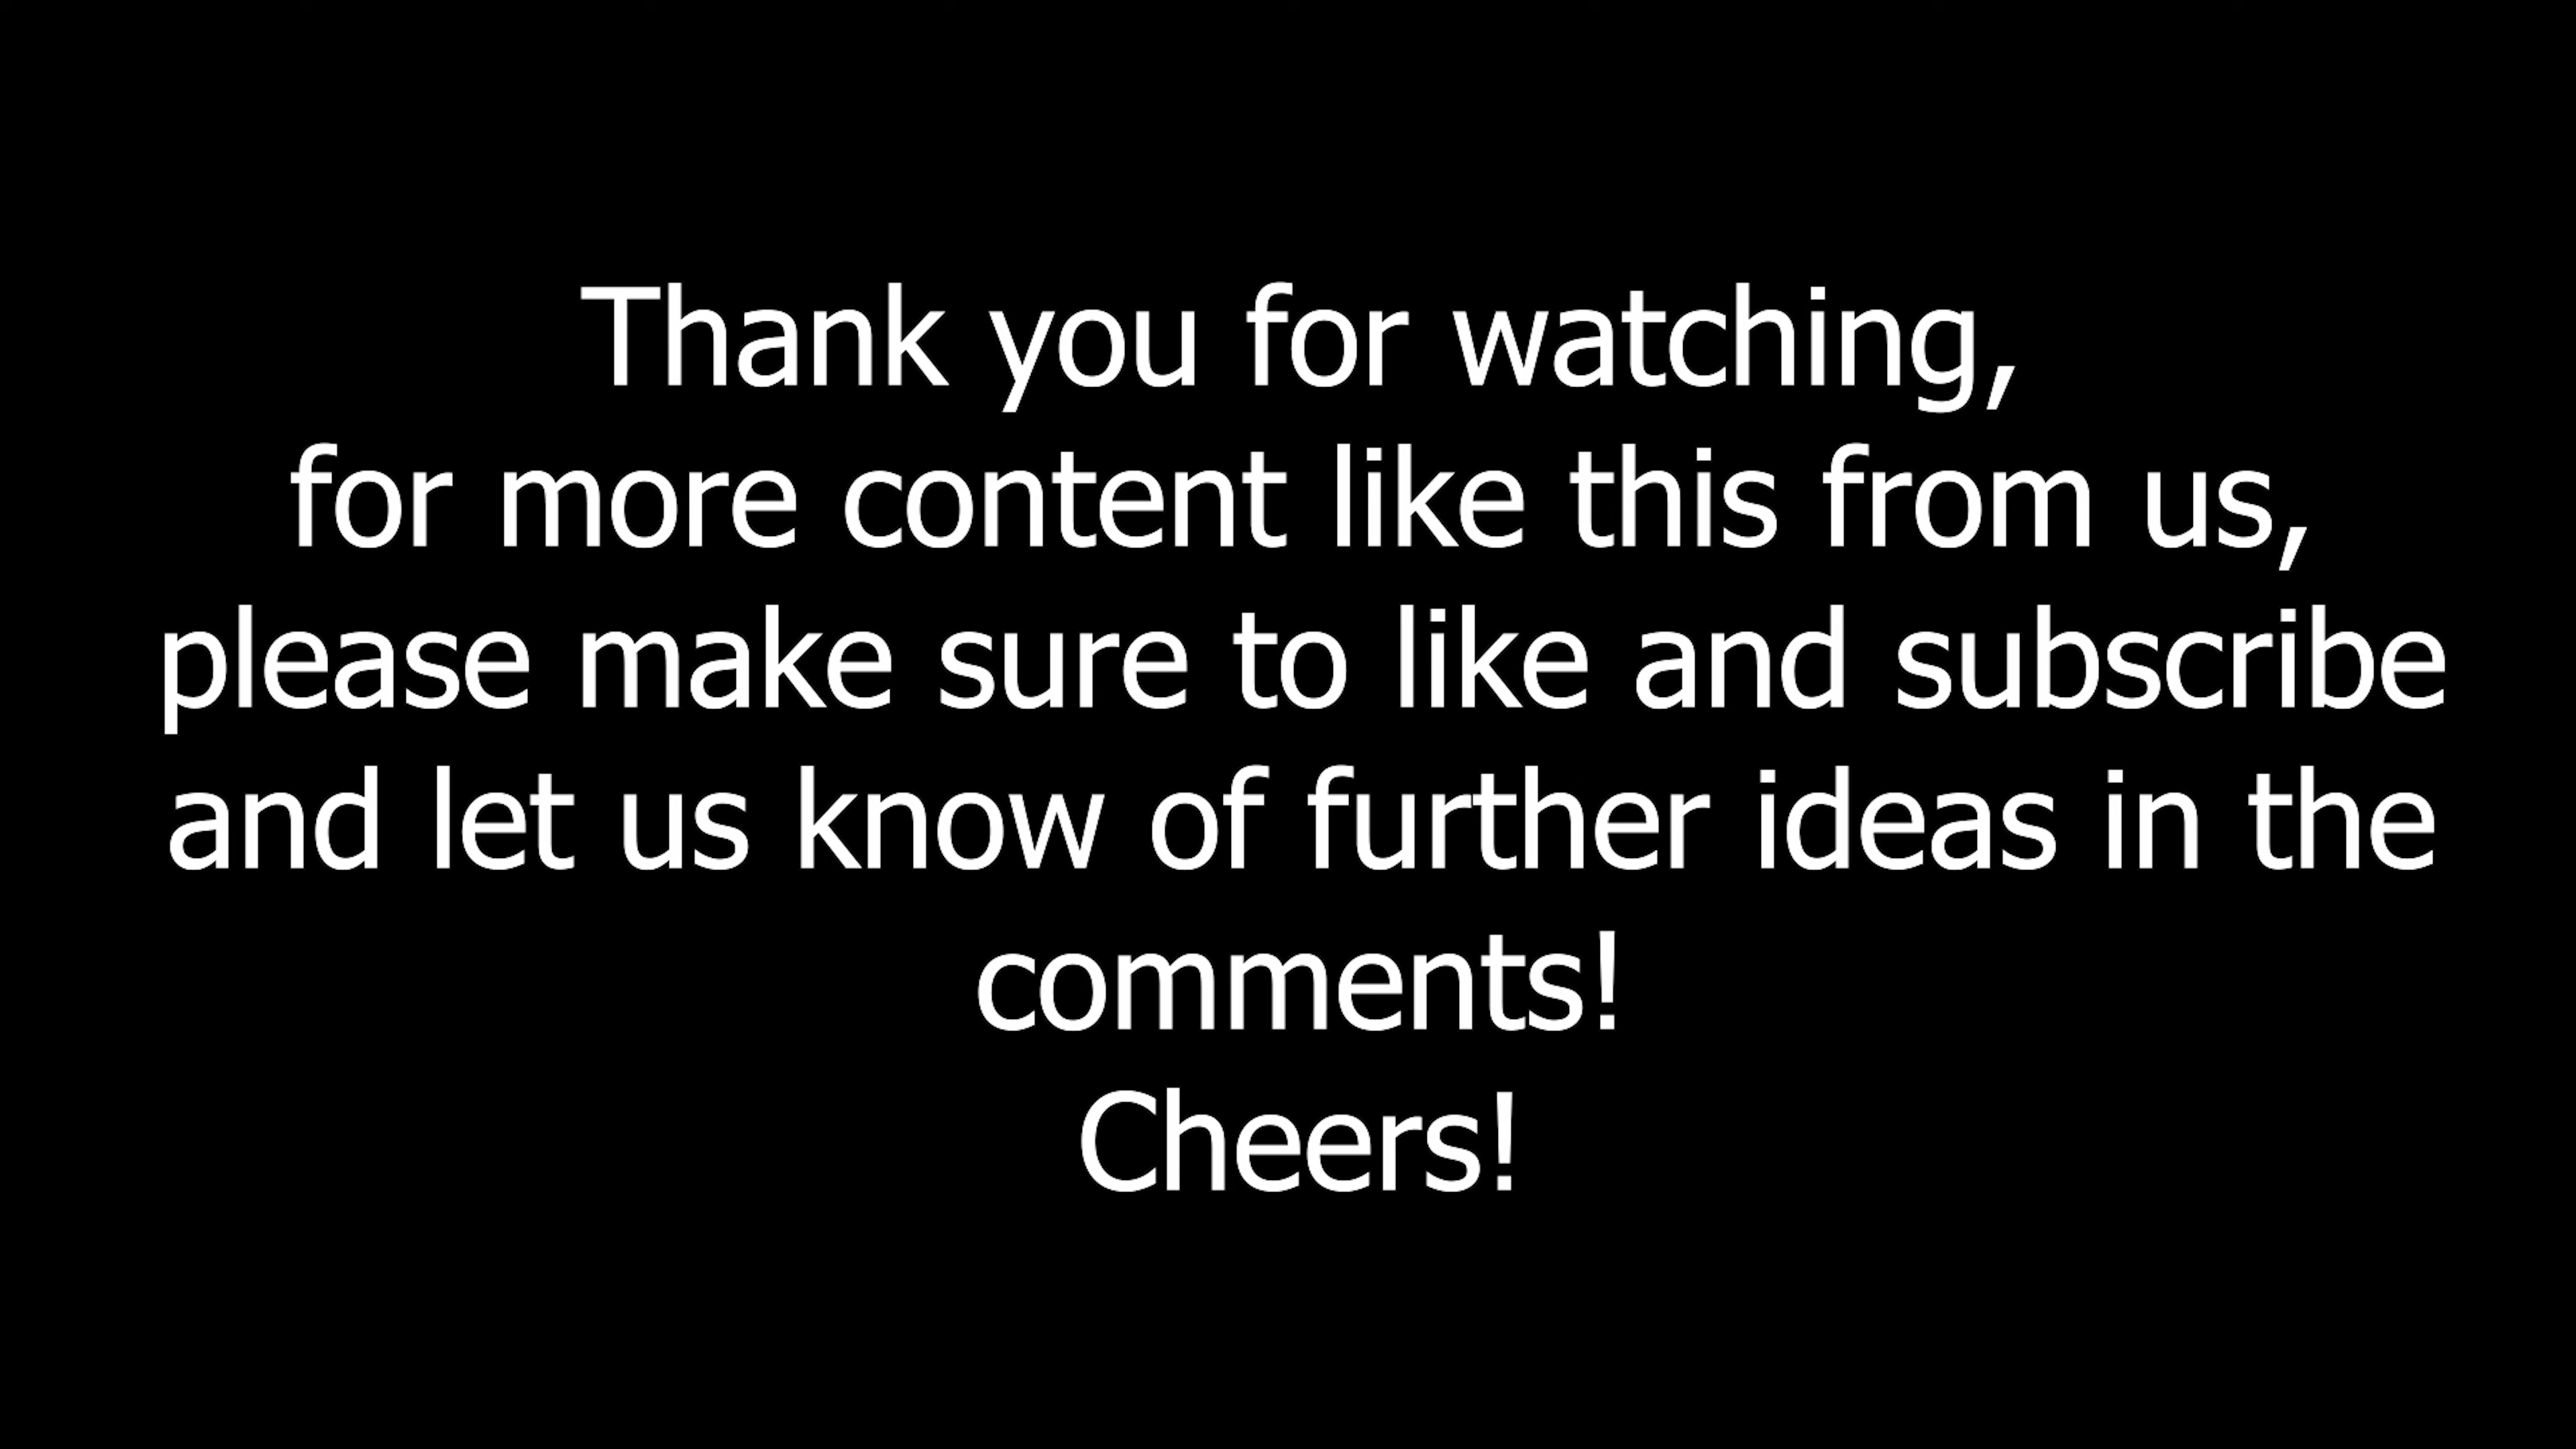 Thank you for watching,
for more content like this from us,
please make sure to like and subscribe
and let us know of further ideas in the
comments!
Cheers!